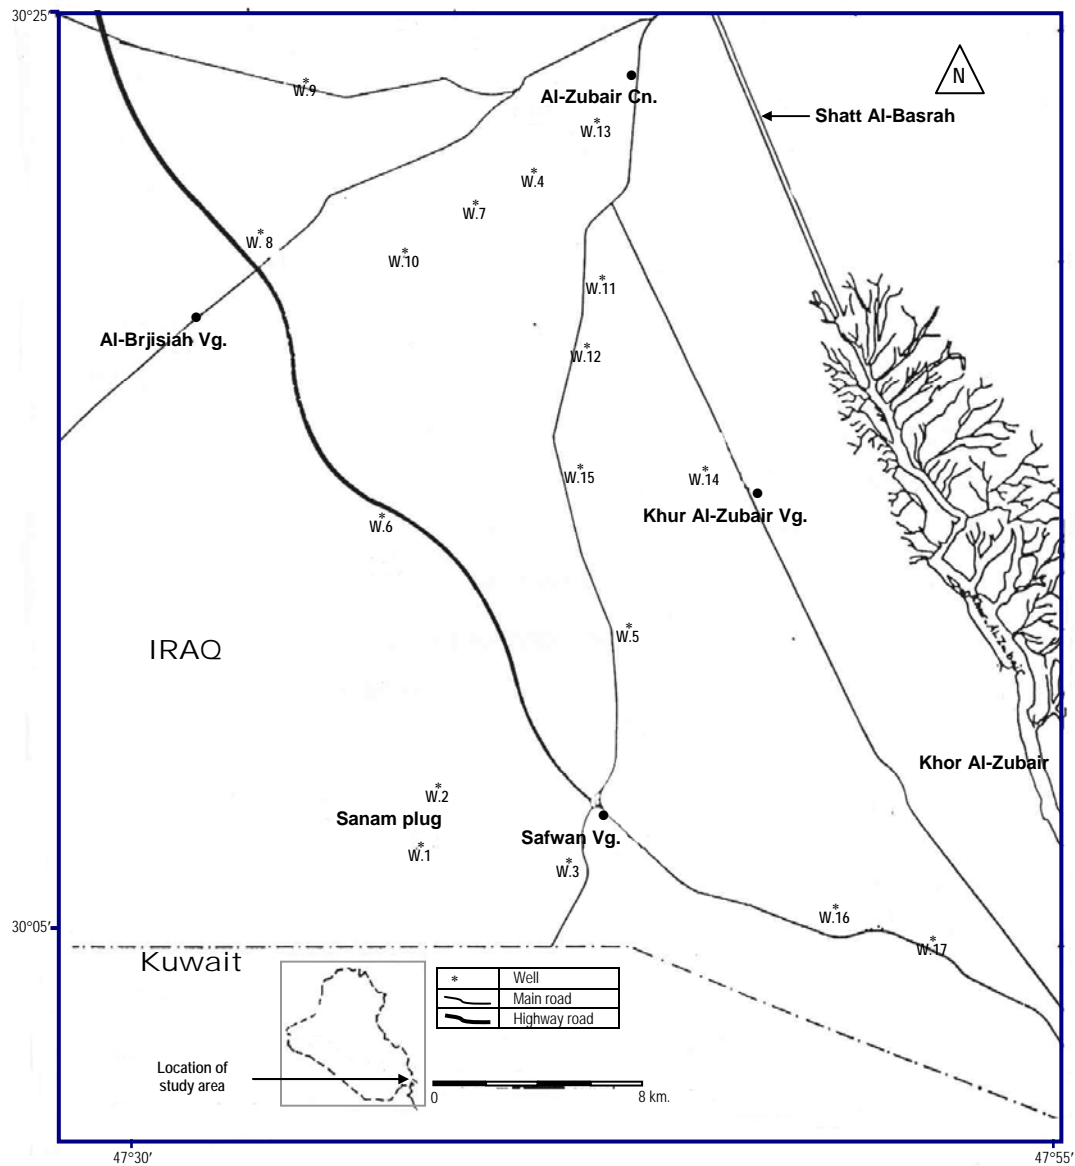 30°25′
N
W.9
Al-Zubair Cn.
Shatt Al-Basrah
W.13
W.4
W.7
W. 8
W.10
W.11
Al-Brjisiah Vg.
W.12
W.15
W.14
Khur Al-Zubair Vg.
W.6
W.5
IRAQ
Khor Al-Zubair
W.2
Sanam plug
Safwan Vg.
W.1
W.3
W.16
30°05′
W.17
Kuwait
* Well
Main road
Highway road
Location of
study area
0 8 km.
47°30′ 47°55′